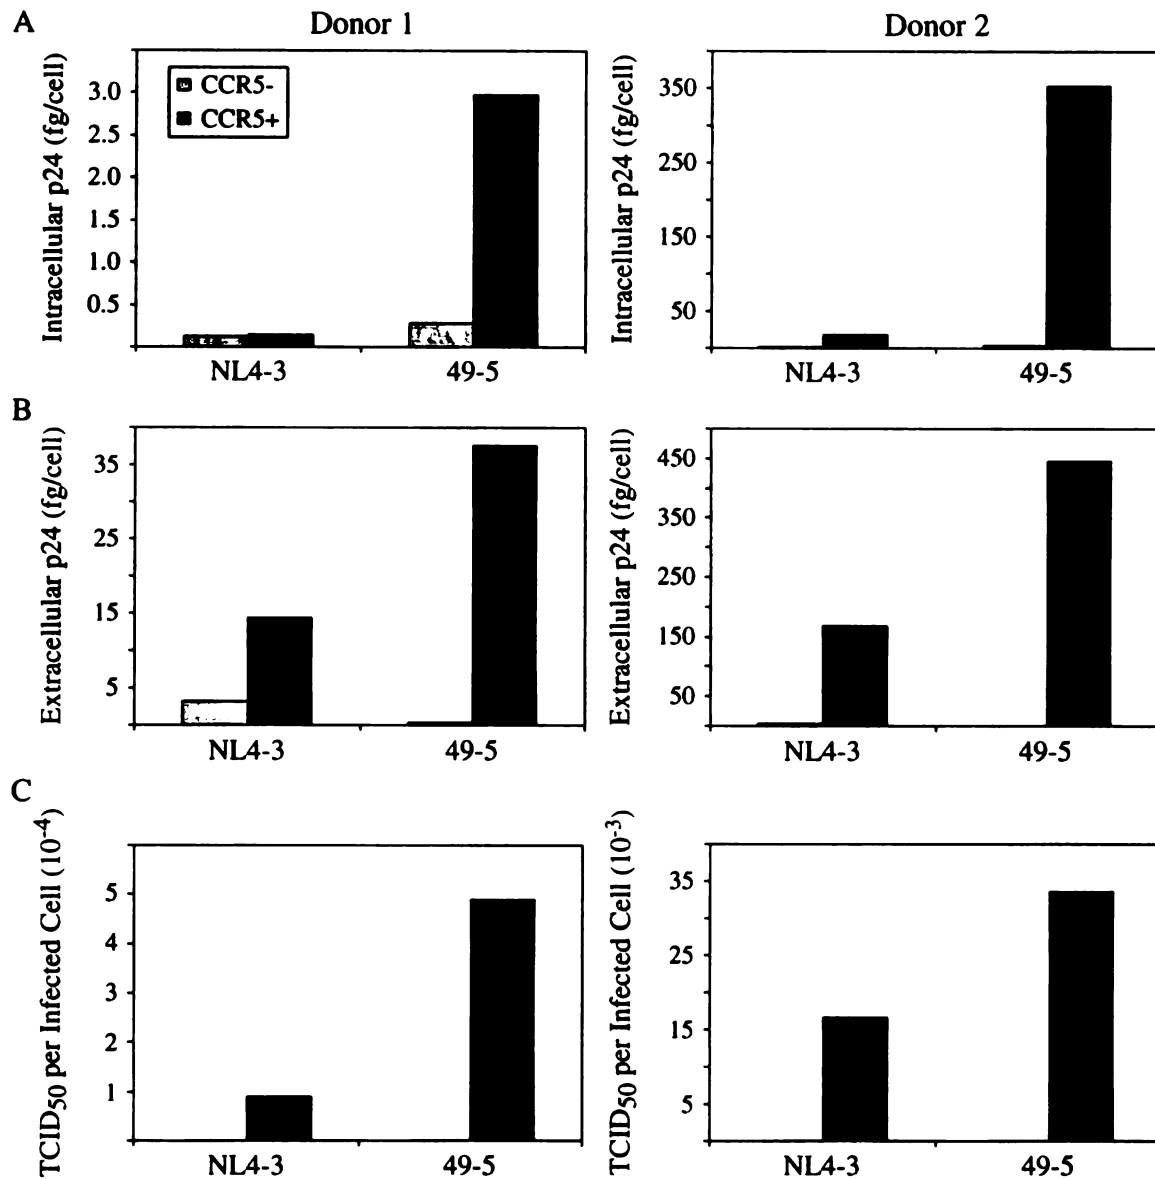 A
Donor 1
Donor 2
Intracellular p24 (fg/cell)
3.0
2.5
2.0
1.5
1.0
0.5
CCR5-
CCR5+
NL4-3
49-5
Intracellular p24 (fg/cell)
350
250
150
50
NL4-3
49-5
B
Extracellular p24 (fg/cell)
35
25
15
5
NL4-3
49-5
Extracellular p24 (fg/cell)
450
350
250
150
50
NL4-3
49-5
C
TCID50 per Infected Cell (10-4)
5
4
3
2
1
NL4-3
49-5
TCID50 per Infected Cell (10-3)
35
25
15
5
NL4-3
49-5